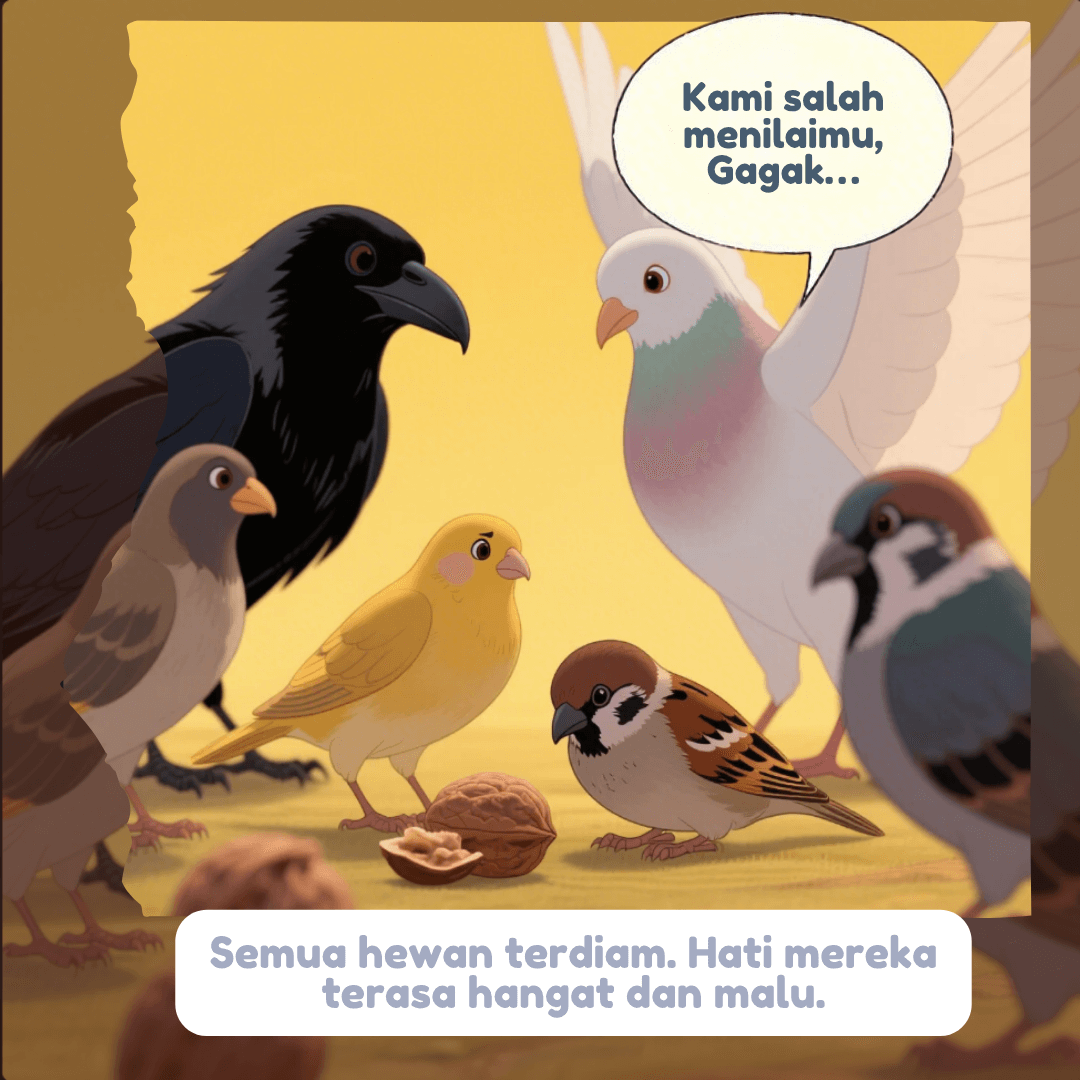 Kami salah
menilaimu,
Gagak...
Semua hewan terdiam. Hati mereka
terasa hangat dan malu.